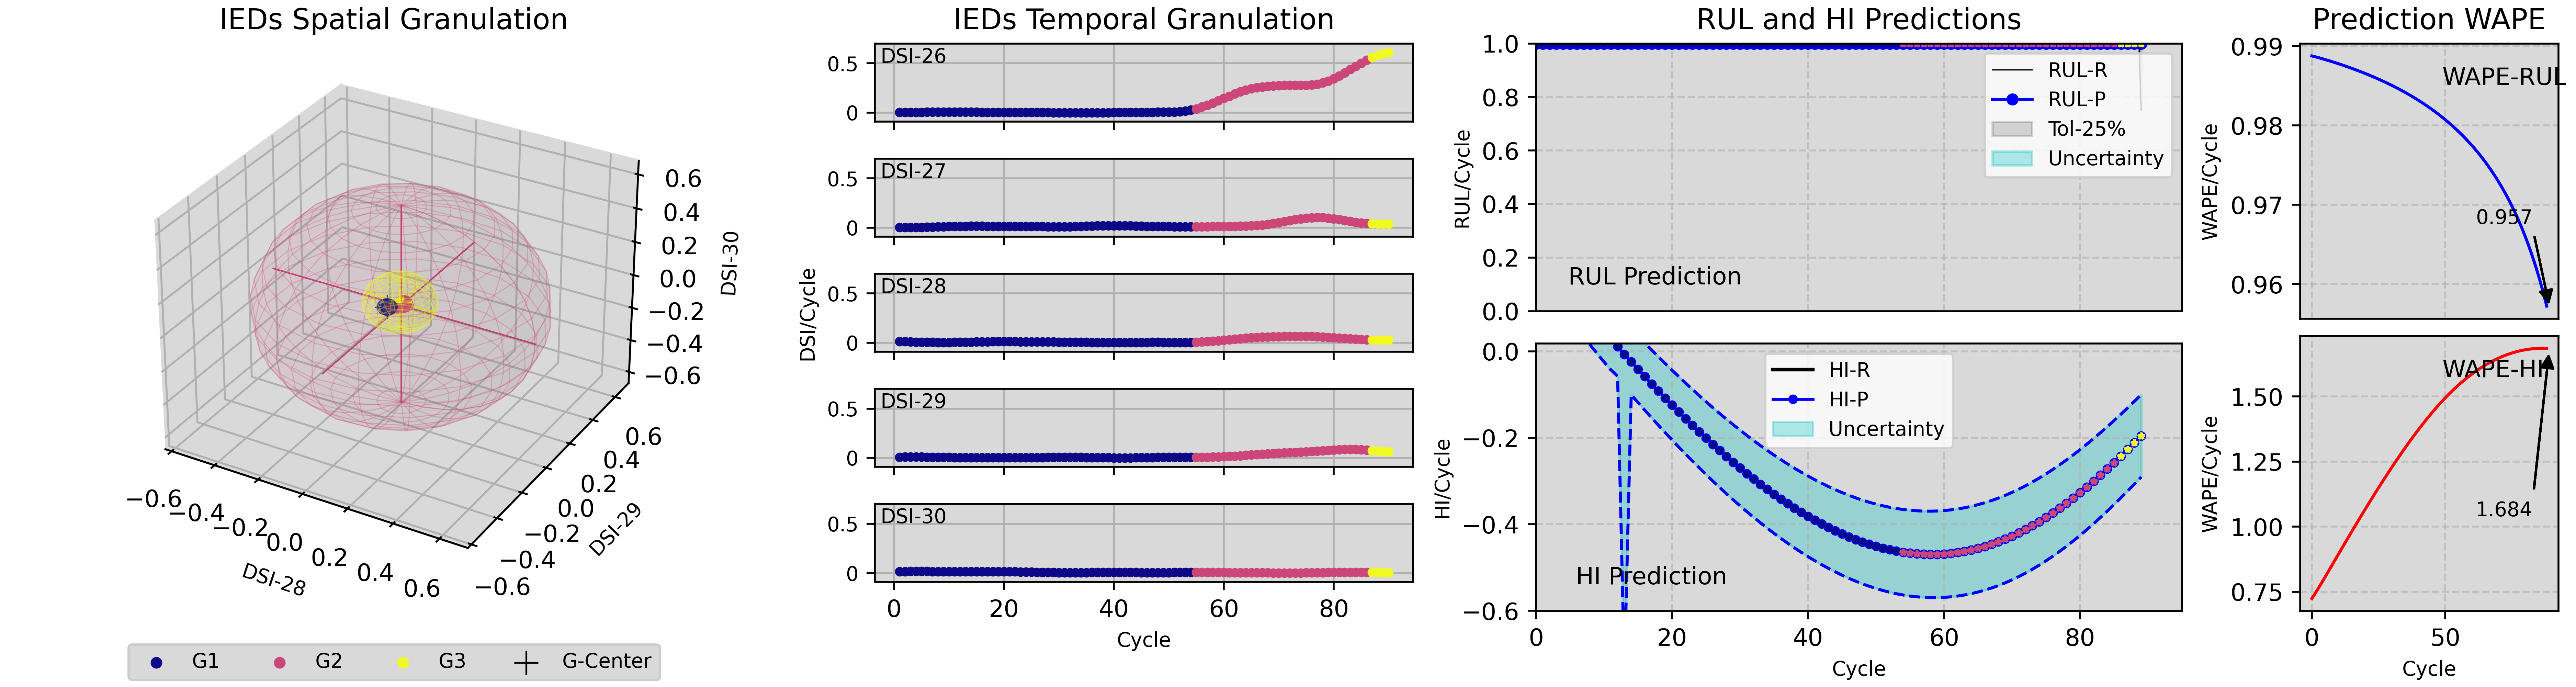 IEDs Spatial Granulation
0.6
0.4
0.2
0.0
−0.2
−0.4
−0.6
DSI-30
−0.6
−0.4
−0.2
0.0
0.2
0.4
0.6
DSI-28
0.6
0.4
0.2
0.0
−0.2
−0.4
−0.6
DSI-29
G1
G2
G3
G-Center
IEDs Temporal Granulation
DSI/Cycle
DSI-26
0.5
0
DSI-27
0.5
0
DSI-28
0.5
0
DSI-29
0.5
0
DSI-30
0.5
0
0
20
40
60
80
Cycle
RUL and HI Predictions
RUL/Cycle
1.0
0.8
0.6
0.4
0.2
0.0
RUL-R
RUL-P
Tol-25%
Uncertainty
RUL Prediction
HI/Cycle
0.0
−0.2
−0.4
−0.6
HI-R
HI-P
Uncertainty
HI Prediction
0
20
40
60
80
Cycle
Prediction WAPE
WAPE/Cycle
0.99
0.98
0.97
0.96
WAPE-RUL
0.957
WAPE/Cycle
1.50
1.25
1.00
0.75
WAPE-HI
1.684
0
50
Cycle